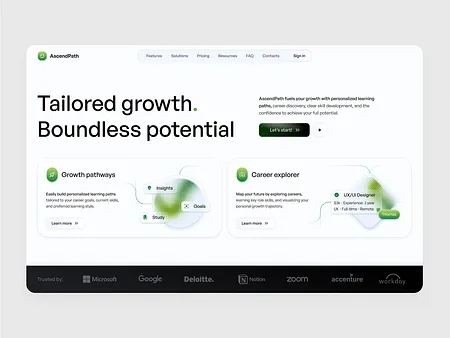 AscendPath
Features Solutions Pricing Resources FAQ Contacts Sign in
Tailored growth.
Boundless potential
AscendPath fuels your growth with personalized learning
paths, career discovery, clear skill development, and the
confidence to achieve your full potential.
Let's start!
Growth pathways
Easily build personalized learning paths
tailored to your career goals, current skills,
and preferred learning style.
Learn more
Insights
Goals
Study
Career explorer
Map your future by exploring careers,
learning key role skills, and visualizing your
personal growth trajectory.
Learn more
UX/UI Designer
Experience: 1 year
Full time • Remote
Trusted by:
Microsoft
Google
Deloitte.
Notion
zoom
accenture
workday.